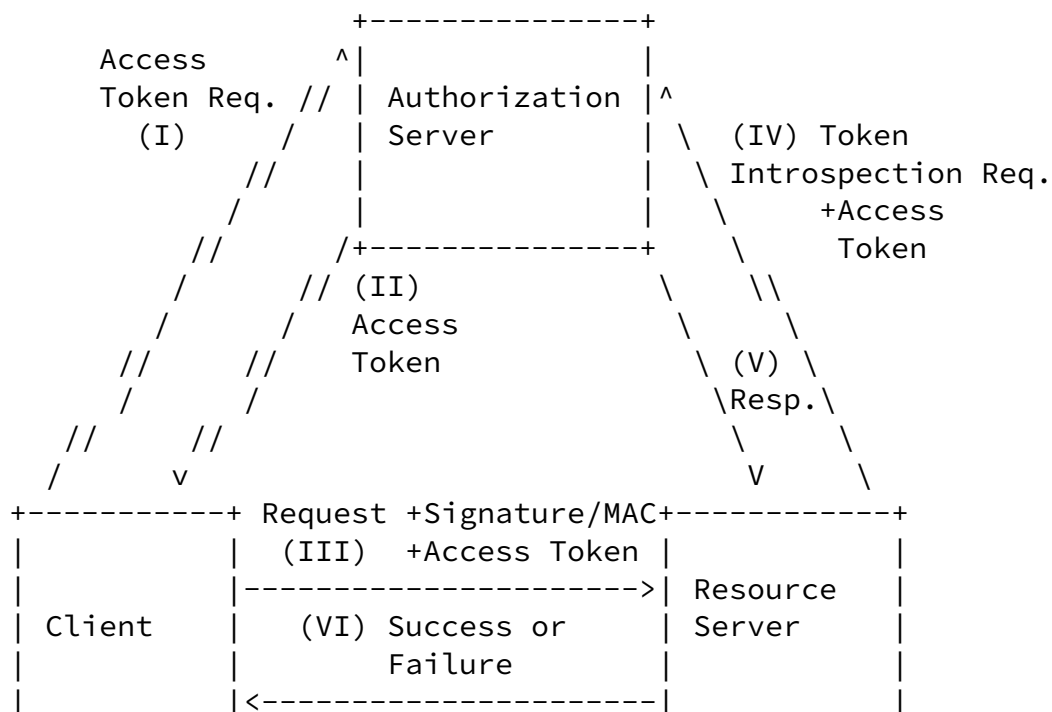 Access
Token Req.
(I)
Authorization
Server
(IV) Token
Introspection Req.
+Access
Token
(II)
Access
Token
(V)
Resp.
Request +Signature/MAC
(III) +Access Token
Client
Resource
Server
(VI) Success or
Failure